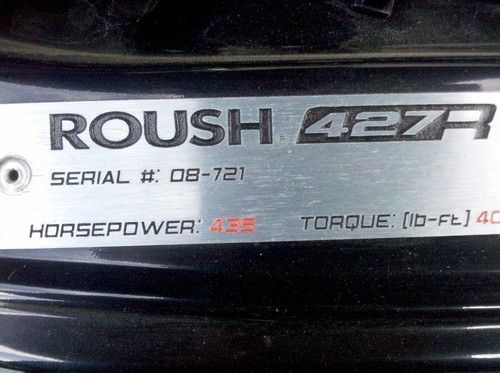 ROUSH 427R
SERIAL #: 08-721
HORSEPOWER: 435 TORQUE: [lb-ft] 40